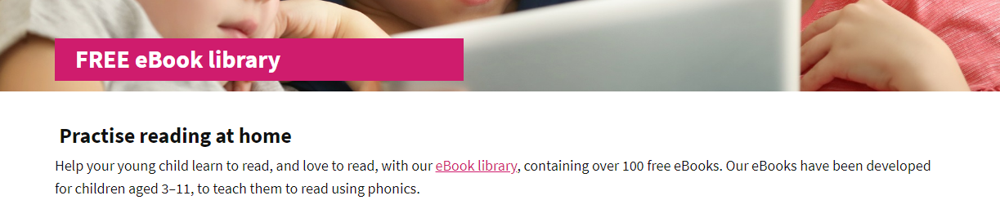 FREE eBook library
Practise reading at home
Help your young child learn to read, and love to read, with our eBook library, containing over 100 free eBooks. Our eBooks have been developed
for children aged 3–11, to teach them to read using phonics.